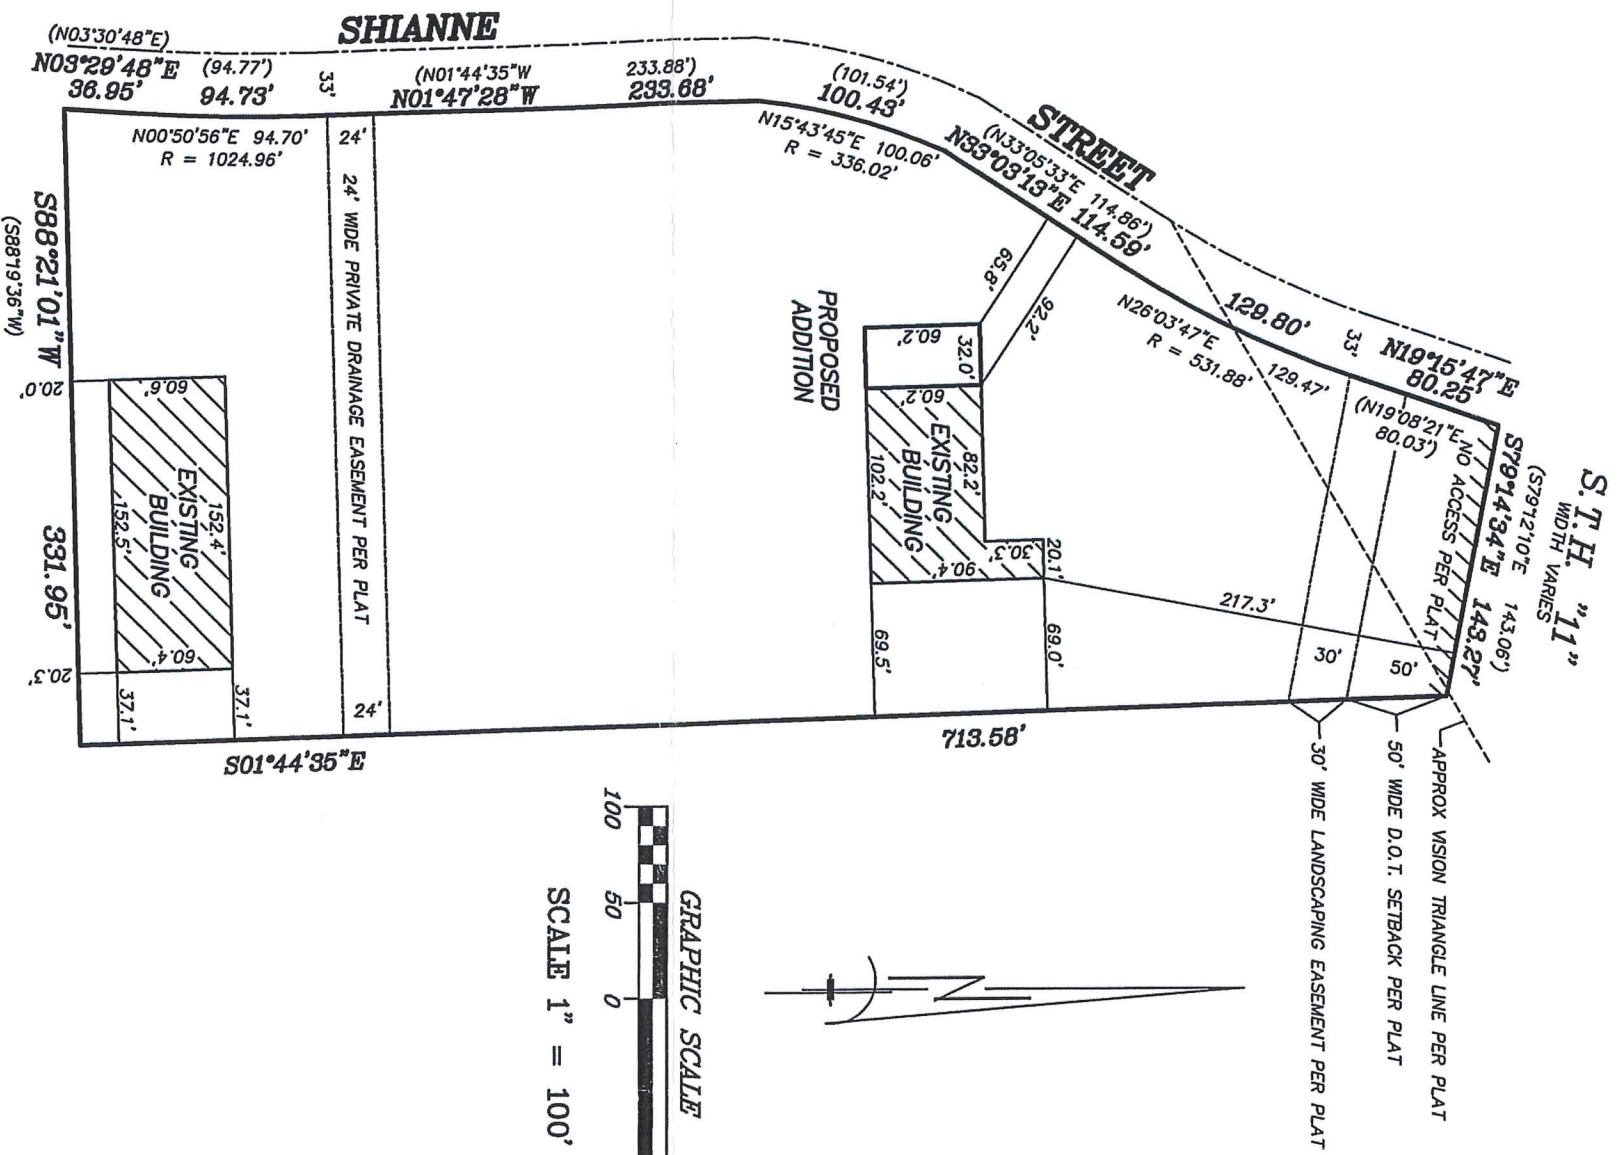 SHIANNE
STREET
(N03°30'48"E)
N03°29'48"E
36.95'
(94.77')
94.73'
33'
(N01°44'35"W
N01°47'28"W
233.88')
233.68'
(101.54')
100.43'
(N33°05'33"E 114.86')
N33°03'13"E 114.59'
129.80'
33'
N19°15'47"E
80.25'
(N19°08'21"E
80.03')
N00°50'56"E 94.70'
R = 1024.96'
N15°43'45"E 100.06'
R = 336.02'
N26°03'47"E 129.47'
R = 531.88'
S.T.H. "11"
WIDTH VARIES
(S79°12'10"E 143.06')
S79°14'34"E 143.27'
NO ACCESS PER PLAT
24'
24' WIDE PRIVATE DRAINAGE EASEMENT PER PLAT
24'
S88°21'01"W 331.95'
(S88°19'36"W)
20.0'
20.3'
60.6'
152.4'
EXISTING
BUILDING
152.5'
60.4'
37.1'
37.1'
PROPOSED
ADDITION
65.8'
92.2'
60.2'
32.0'
60.2'
82.2'
EXISTING
BUILDING
102.2'
30.3'
20.1'
90.4'
69.5'
69.0'
217.3'
30'
50'
S01°44'35"E
713.58'
APPROX VISION TRIANGLE LINE PER PLAT
50' WIDE D.O.T. SETBACK PER PLAT
30' WIDE LANDSCAPING EASEMENT PER PLAT
GRAPHIC SCALE
100 50 0
SCALE 1" = 100'
N